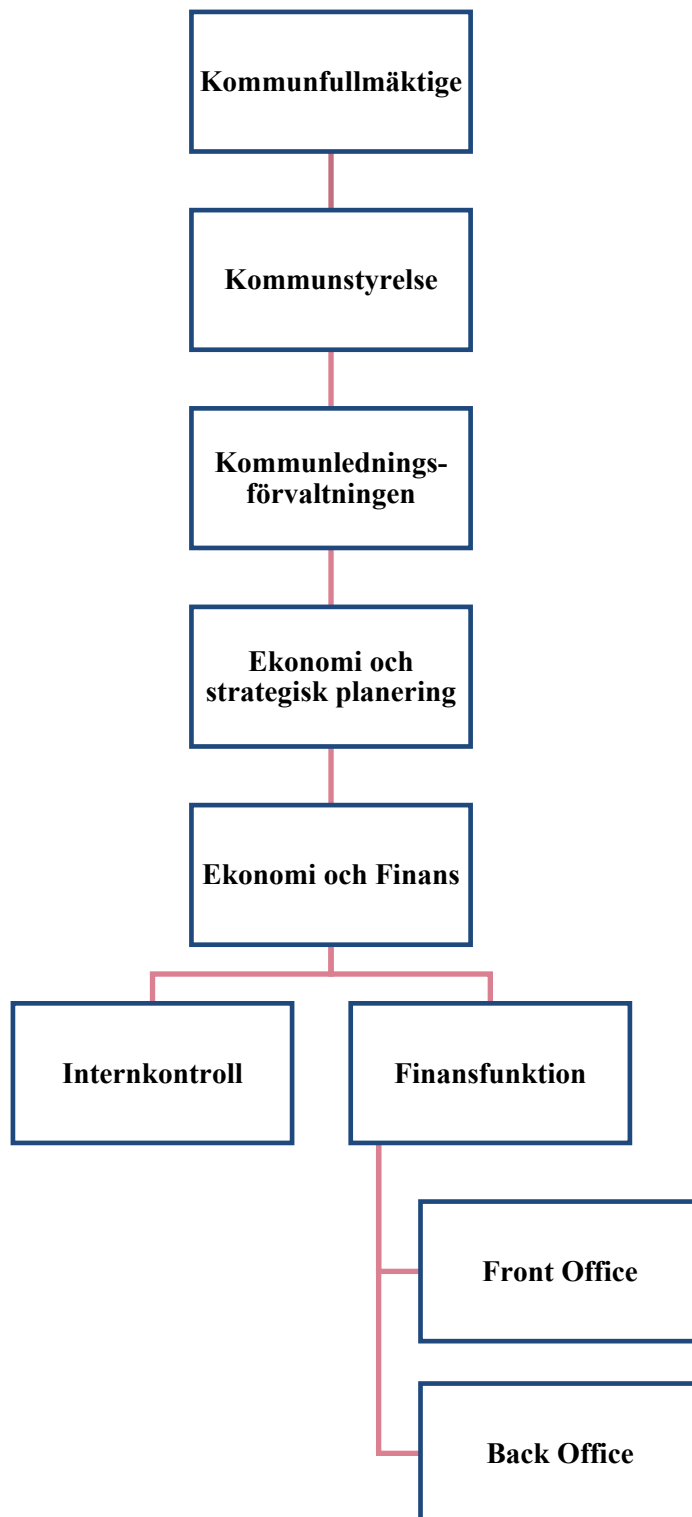 Kommunfullmäktige
Kommunstyrelse
Kommunlednings-
förvaltningen
Ekonomi och
strategisk planering
Ekonomi och Finans
Internkontroll
Finansfunktion
Front Office
Back Office